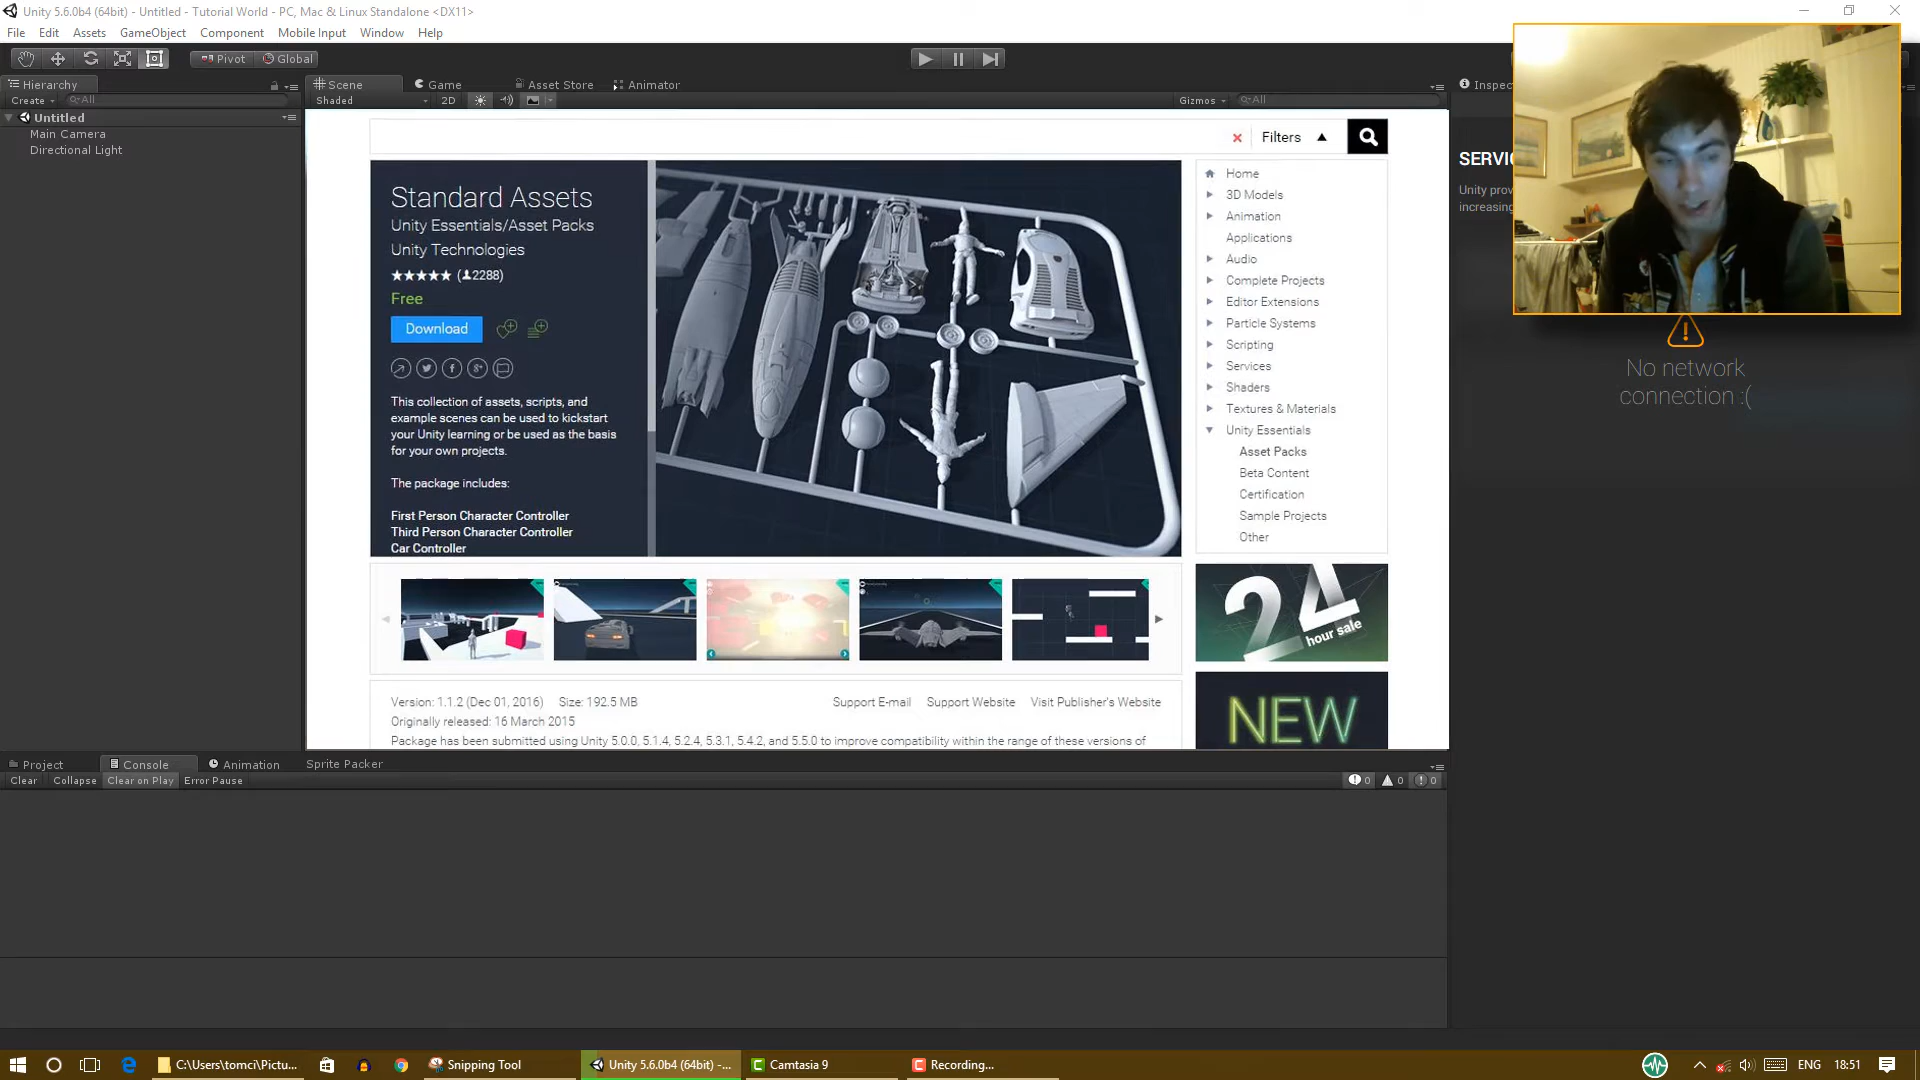 Unity 5.6.0b4 (64bit) - Untitled - Tutorial World - PC, Mac & Linux Standalone <DX11>
File Edit Assets GameObject Component Mobile Input Window Help
Pivot Global
Hierarchy
Create All
Untitled
Main Camera
Directional Light
Scene Game Asset Store Animator
Shaded 2D Gizmos All
Filters
Standard Assets
Unity Essentials/Asset Packs
Unity Technologies
(2288)
Free
Download
This collection of assets, scripts, and
example scenes can be used to kickstart
your Unity learning or be used as the basis
for your own projects.
The package includes:
First Person Character Controller
Third Person Character Controller
Car Controller
Home
3D Models
Animation
Applications
Audio
Complete Projects
Editor Extensions
Particle Systems
Scripting
Services
Shaders
Textures & Materials
Unity Essentials
Asset Packs
Beta Content
Certification
Sample Projects
Other
24
hour sale
NEW
Version: 1.1.2 (Dec 01, 2016) Size: 192.5 MB Support E-mail Support Website Visit Publisher's Website
Originally released: 16 March 2015
Package has been submitted using Unity 5.0.0, 5.1.4, 5.2.4, 5.3.1, 5.4.2, and 5.5.0 to improve compatibility within the range of these versions of
Inspec
SERVI
Unity prov
increasing
No network
connection :(
Project Console Animation Sprite Packer
Clear Collapse Clear on Play Error Pause 0 0 0
C:\Users\tomci\Pictu... Snipping Tool Unity 5.6.0b4 (64bit) -... Camtasia 9 Recording... ENG 18:51